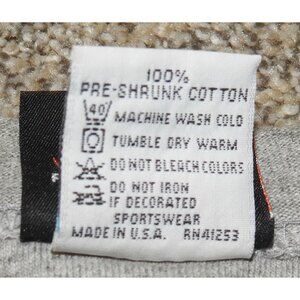 100%
PRE-SHRUNK COTTON
40 MACHINE WASH COLD
TUMBLE DRY WARM
DO NOT BLEACH COLORS
DO NOT IRON
IF DECORATED
SPORTSWEAR
MADE IN U.S.A. RN41253